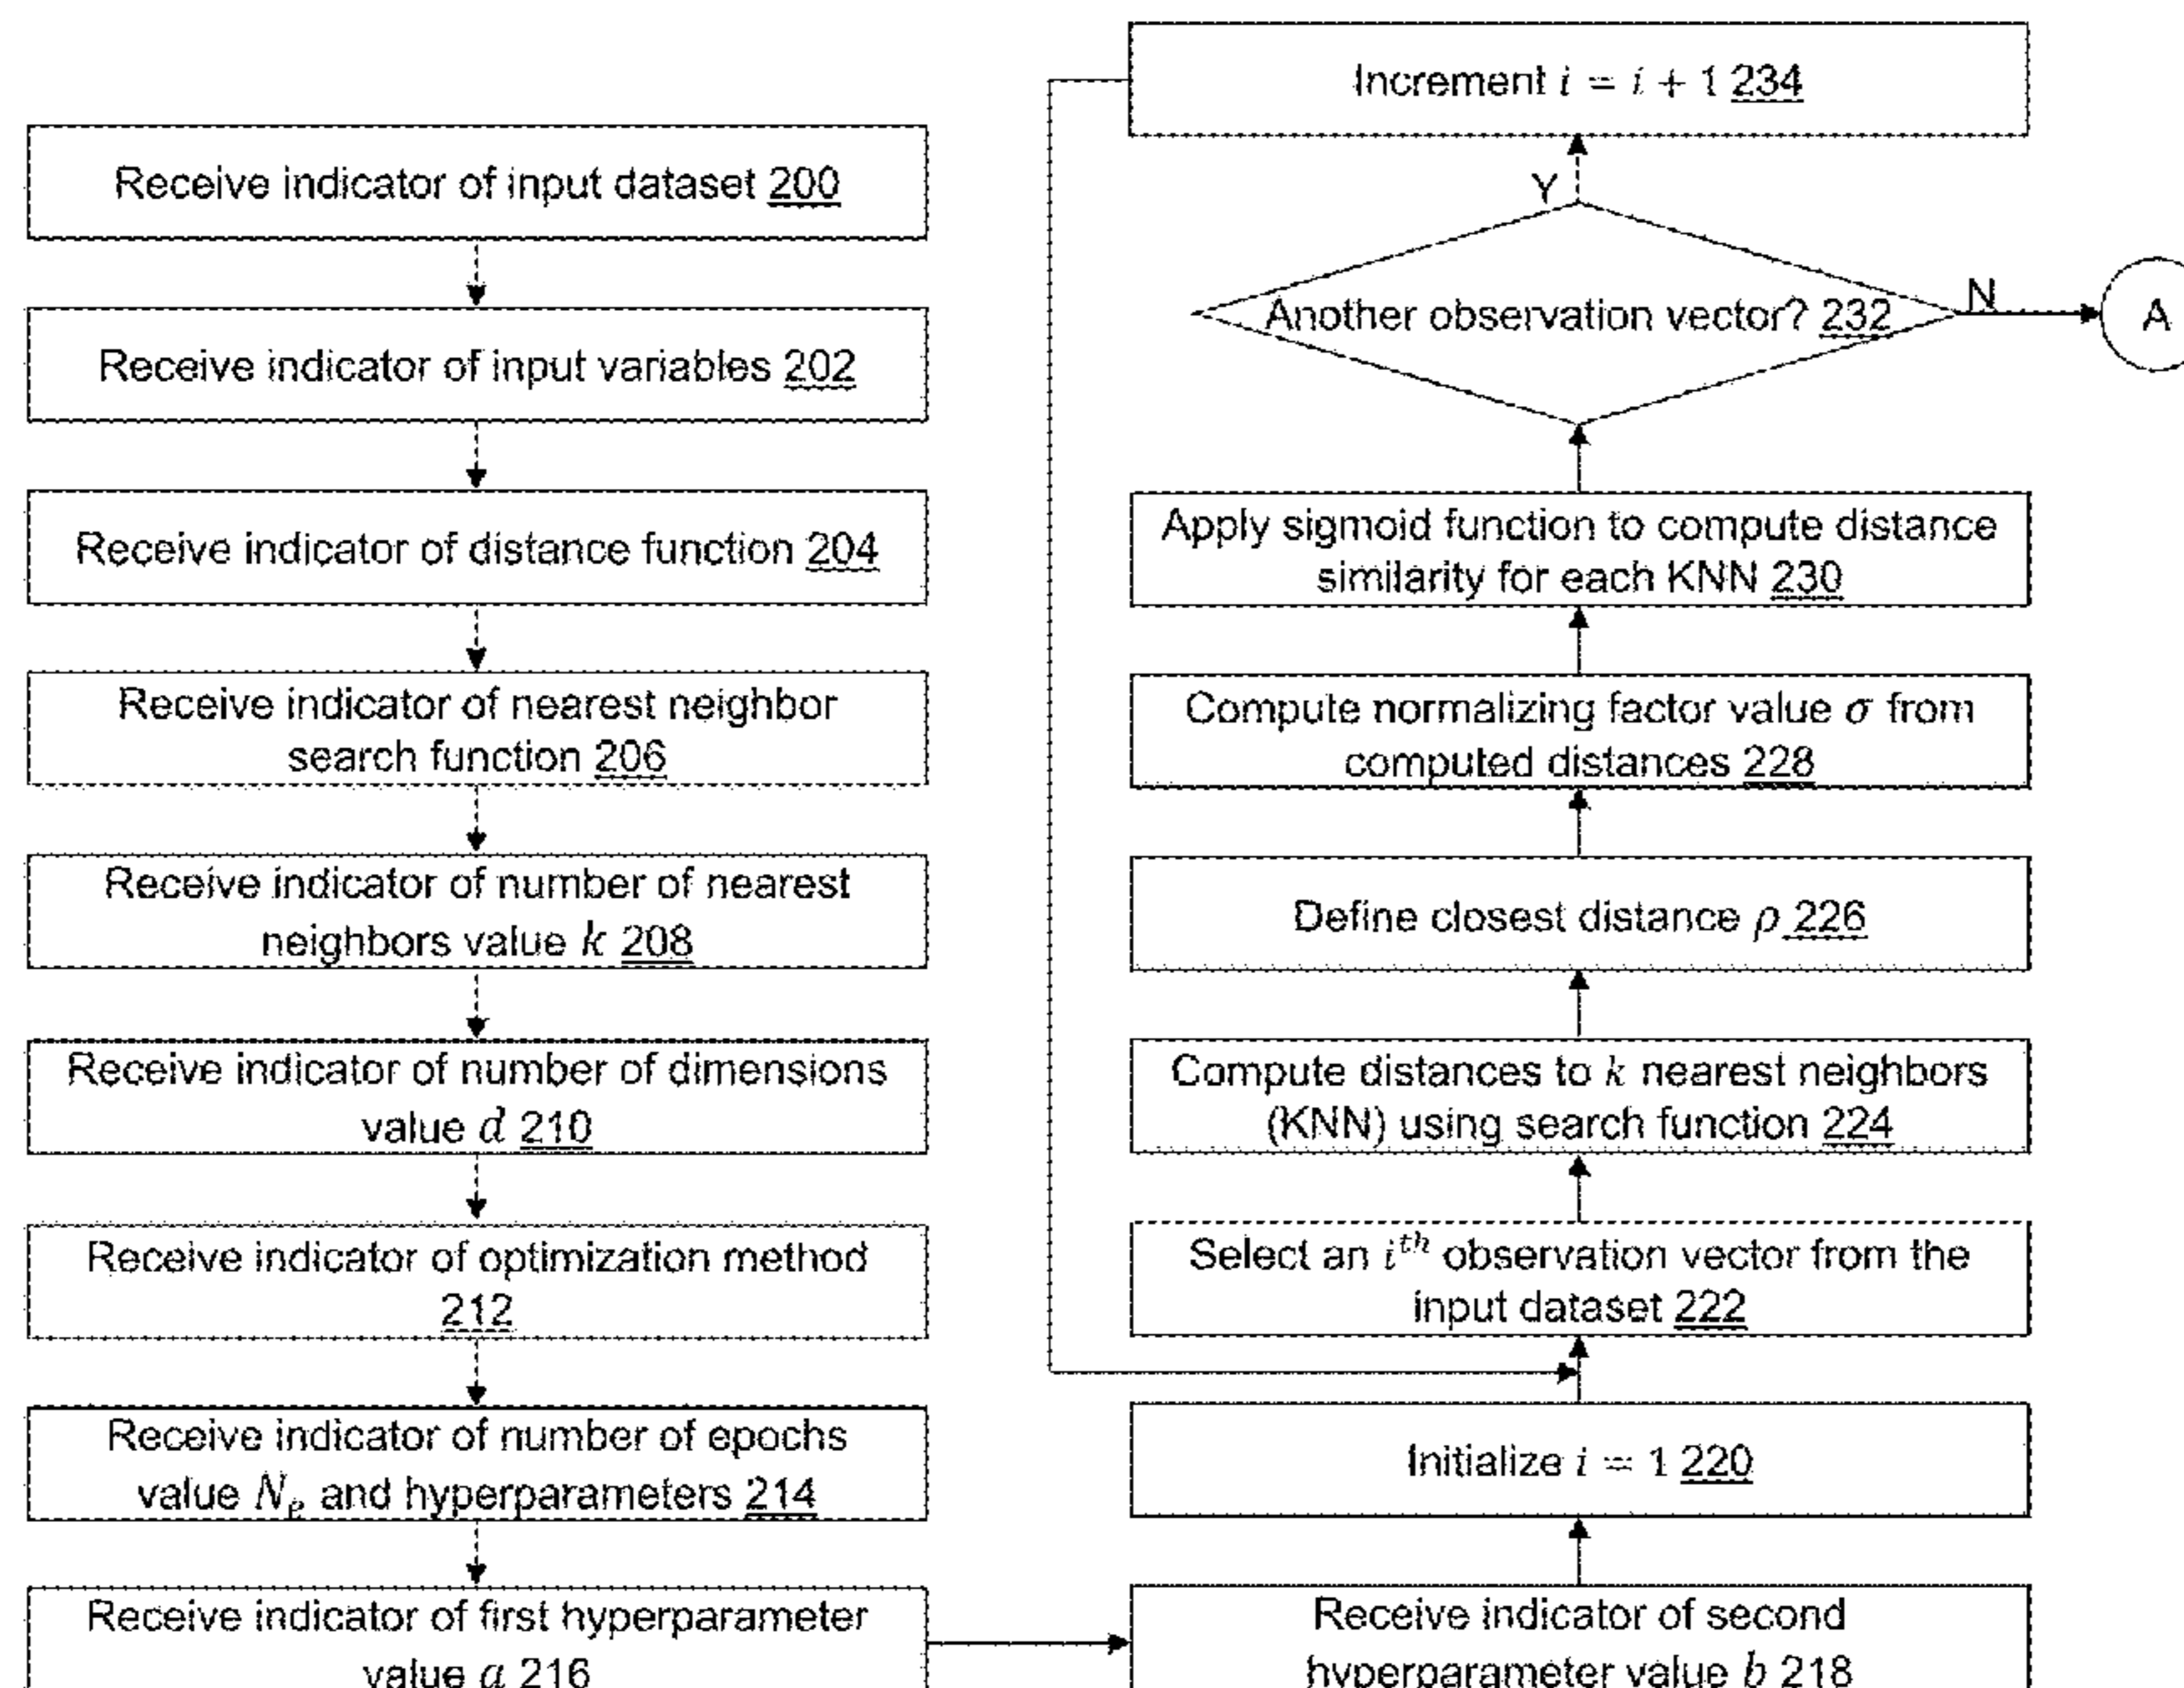 Receive indicator of input dataset 200
Receive indicator of input variables 202
Receive indicator of distance function 204
Receive indicator of nearest neighbor
search function 206
Receive indicator of number of nearest
neighbors value k 208
Receive indicator of number of dimensions
value d 210
Receive indicator of optimization method
212
Receive indicator of number of epochs
value Nₑ and hyperparameters 214
Receive indicator of first hyperparameter
value a 216
Receive indicator of second
hyperparameter value b 218
Initialize i = 1 220
Select an iᵗʰ observation vector from the
input dataset 222
Compute distances to k nearest neighbors
(KNN) using search function 224
Define closest distance ρ 226
Compute normalizing factor value σ from
computed distances 228
Apply sigmoid function to compute distance
similarity for each KNN 230
Another observation vector? 232
N
A
Y
Increment i = i + 1 234